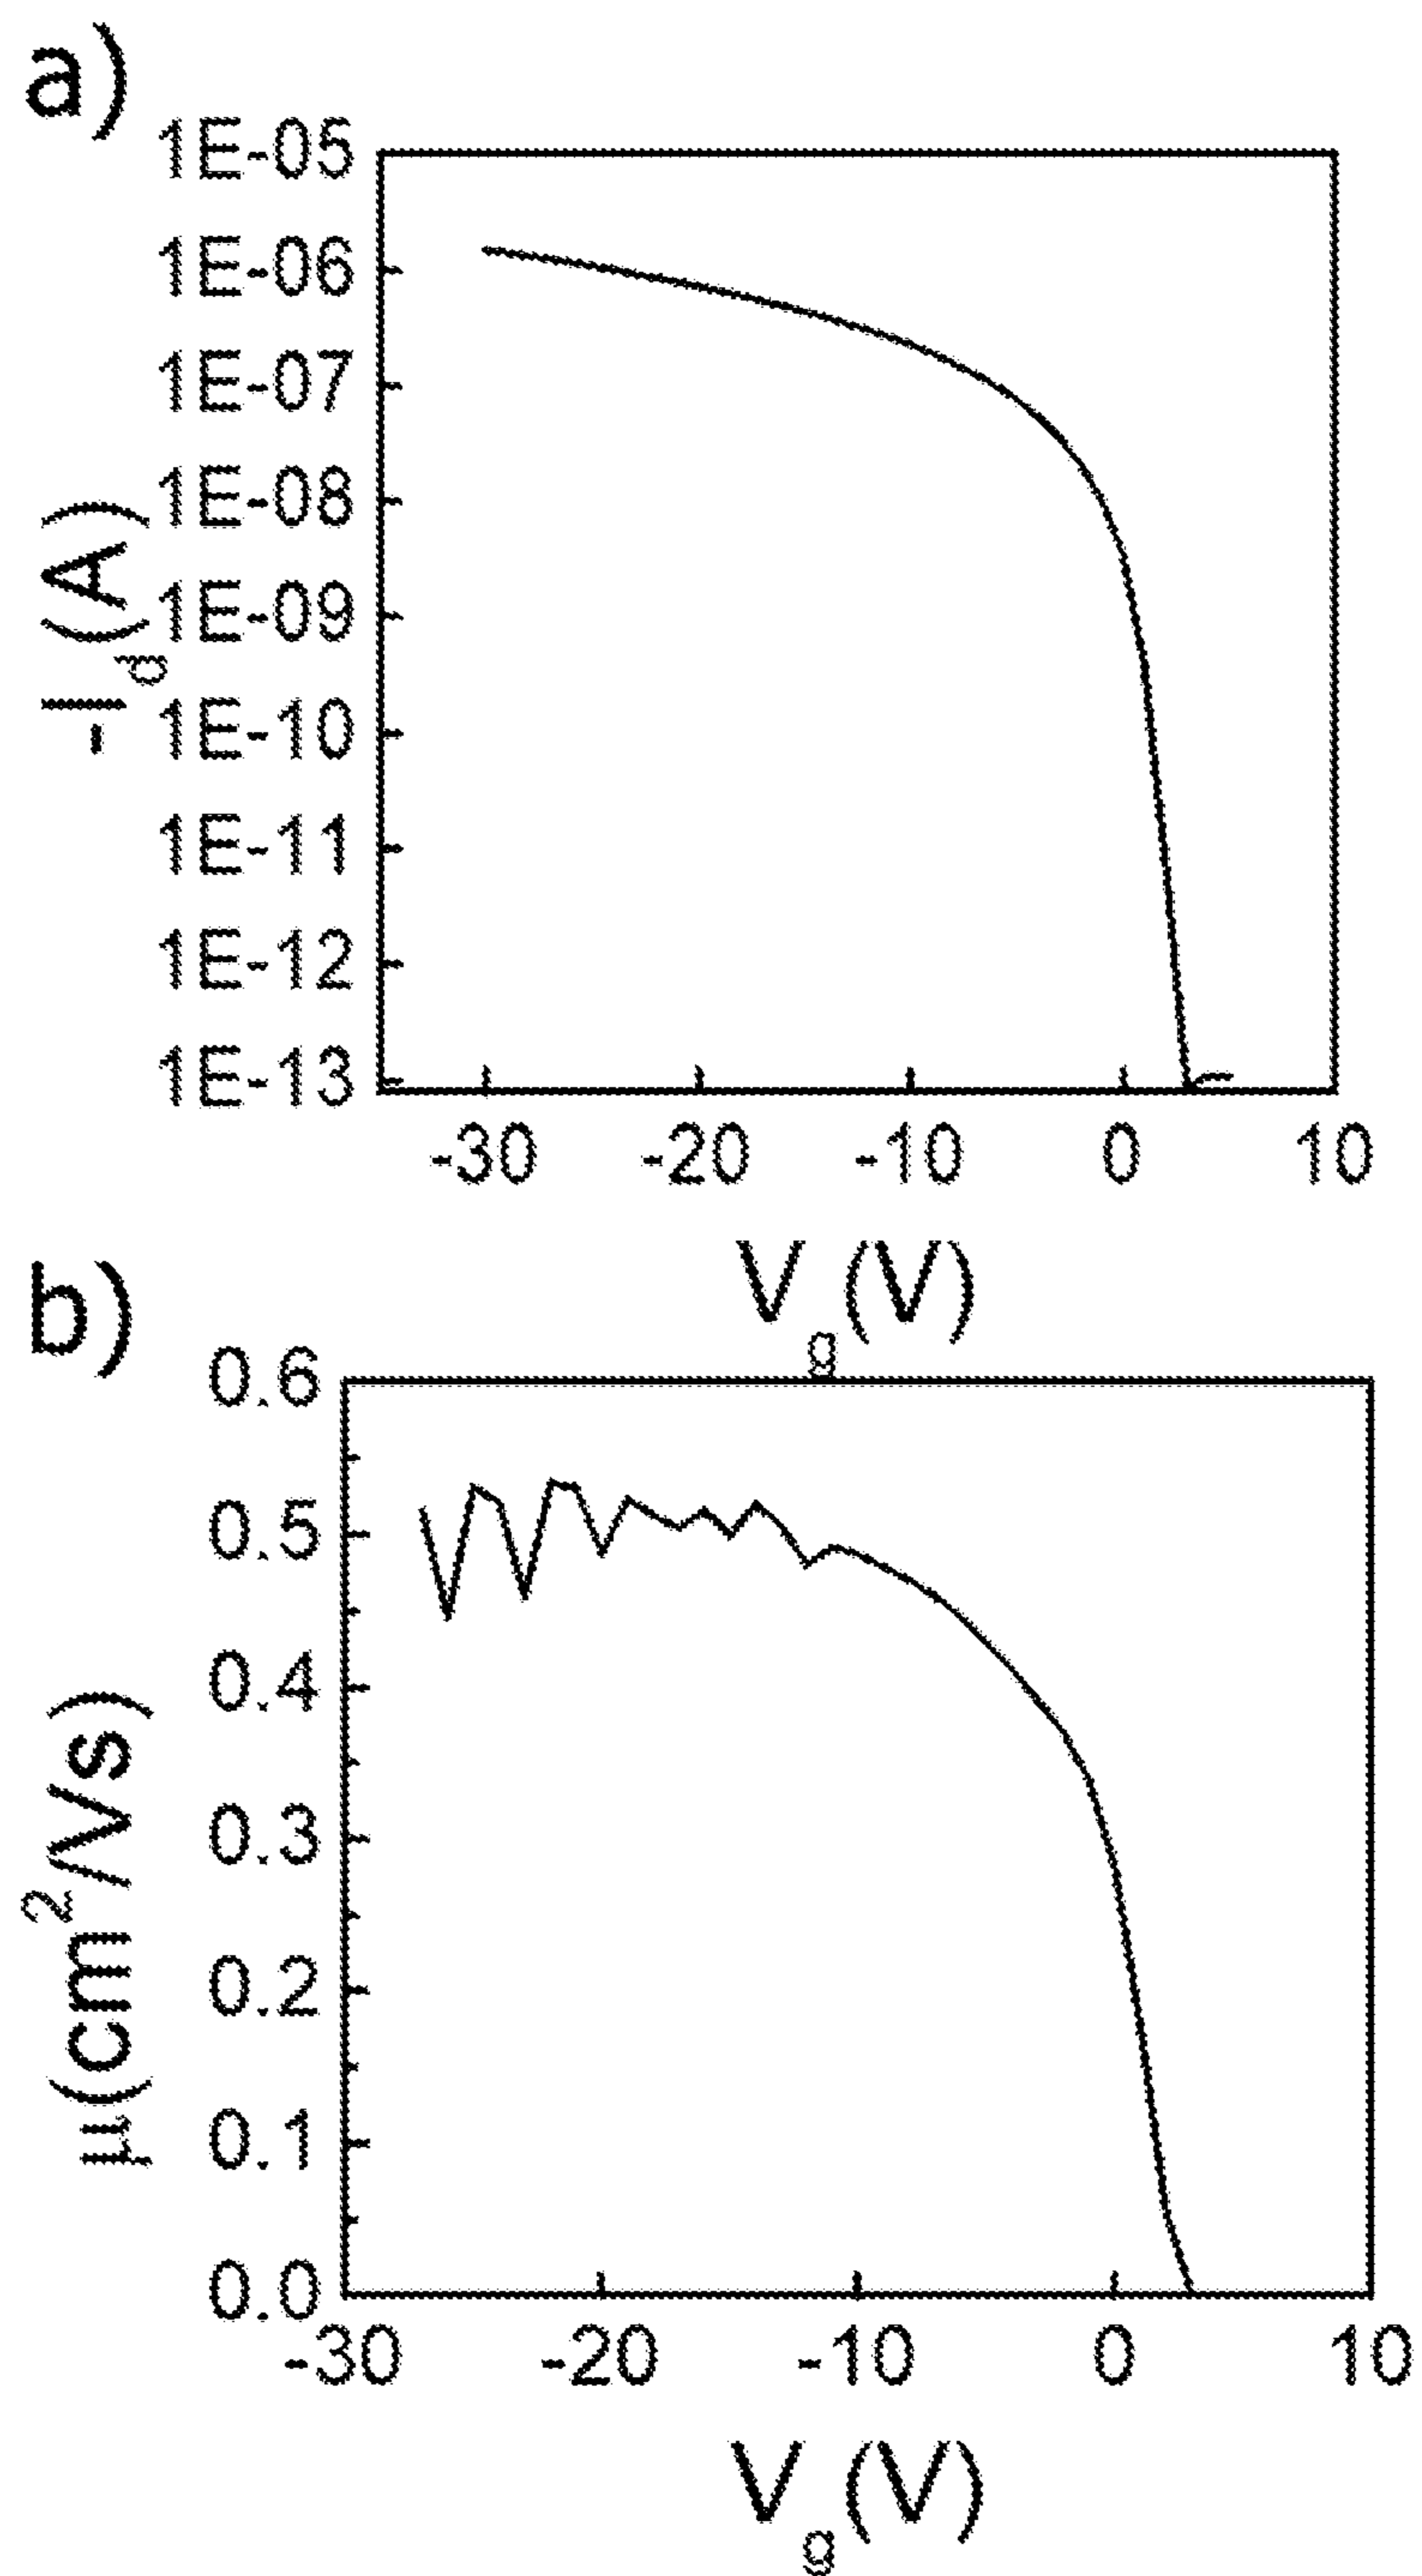 a)
1E-05
1E-06
1E-07
1E-08
1E-09
1E-10
1E-11
1E-12
1E-13
-I_d(A)
-30 -20 -10 0 10
V_g(V)
b)
0.6
0.5
0.4
0.3
0.2
0.1
0.0
μ(cm²/Vs)
-30 -20 -10 0 10
V_g(V)